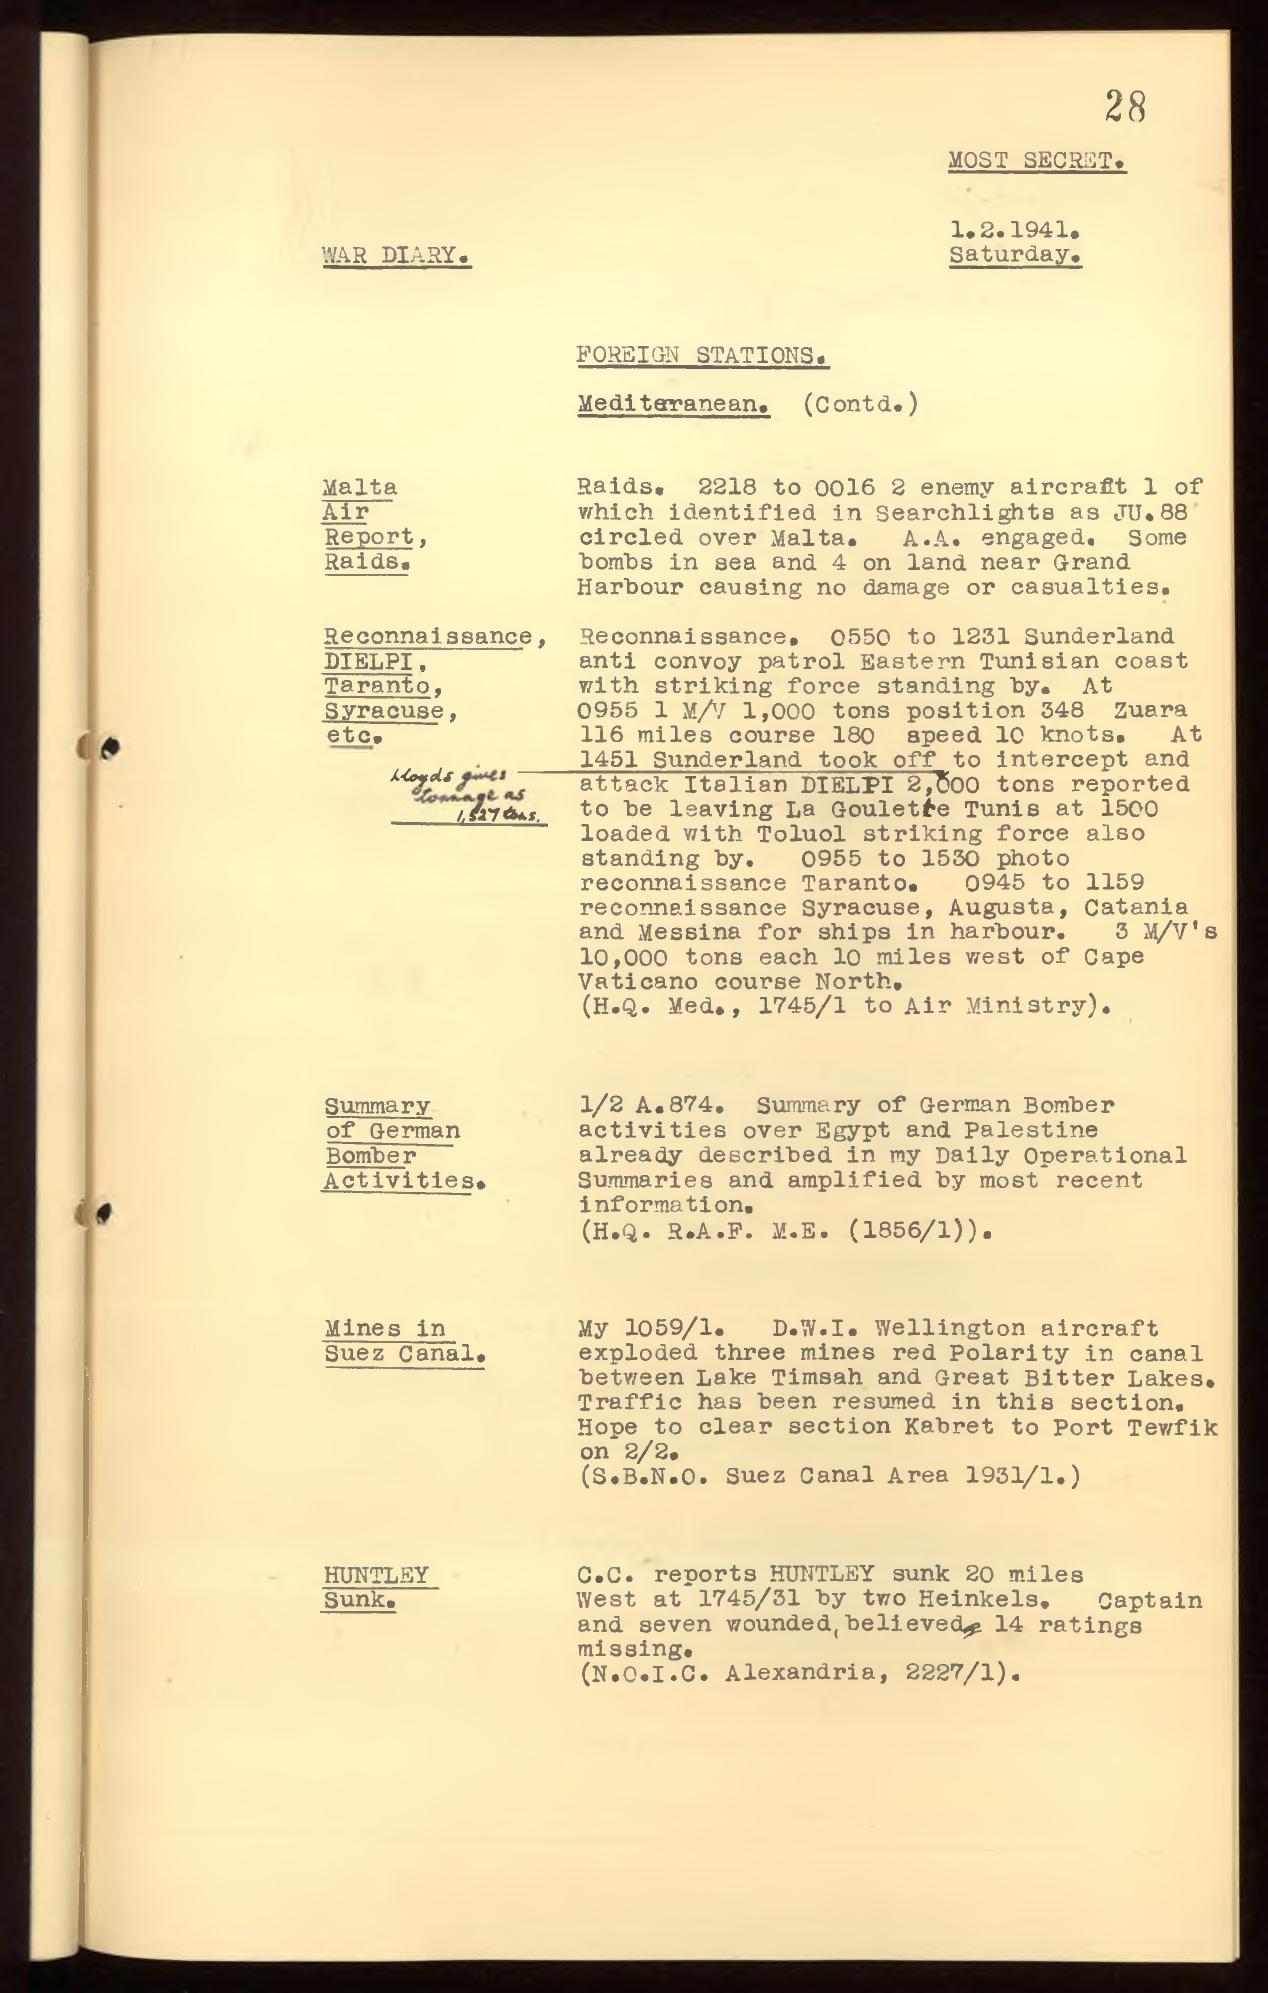 28
MOST SECRET.
1.2.1941.
WAR DIARY.
Saturday.
FOREIGN STATIONS.
Mediterranean. (Contd.)
Malta
Air
Report,
Raids.
Raids. 2218 to 0016 2 enemy aircraft 1 of
which identified in Searchlights as JU.88
circled over Malta. A.A. engaged. Some
bombs in sea and 4 on land near Grand
Harbour causing no damage or casualties.
Reconnaissance,
DIELPI,
Taranto,
Syracuse,
etc.
Lloyds gives
tonnage as
1,527 tons.
Reconnaissance. 0550 to 1231 Sunderland
anti convoy patrol Eastern Tunisian coast
with striking force standing by. At
0955 1 M/V 1,000 tons position 348 Zuara
116 miles course 180 speed 10 knots. At
1451 Sunderland took off to intercept and
attack Italian DIELPI 2,000 tons reported
to be leaving La Goulette Tunis at 1500
loaded with Toluol striking force also
standing by. 0955 to 1530 photo
reconnaissance Taranto. 0945 to 1159
reconnaissance Syracuse, Augusta, Catania
and Messina for ships in harbour. 3 M/V's
10,000 tons each 10 miles west of Cape
Vaticano course North.
(H.Q. Med., 1745/1 to Air Ministry).
Summary
of German
Bomber
Activities.
1/2 A.874. Summary of German Bomber
activities over Egypt and Palestine
already described in my Daily Operational
Summaries and amplified by most recent
information.
(H.Q. R.A.F. M.E. (1856/1)).
Mines in
Suez Canal.
My 1059/1. D.W.I. Wellington aircraft
exploded three mines red Polarity in canal
between Lake Timsah and Great Bitter Lakes.
Traffic has been resumed in this section.
Hope to clear section Kabret to Port Tewfik
on 2/2.
(S.B.N.O. Suez Canal Area 1931/1.)
HUNTLEY
Sunk.
C.C. reports HUNTLEY sunk 20 miles
West at 1745/31 by two Heinkels. Captain
and seven wounded, believed 14 ratings
missing.
(N.O.I.C. Alexandria, 2227/1).